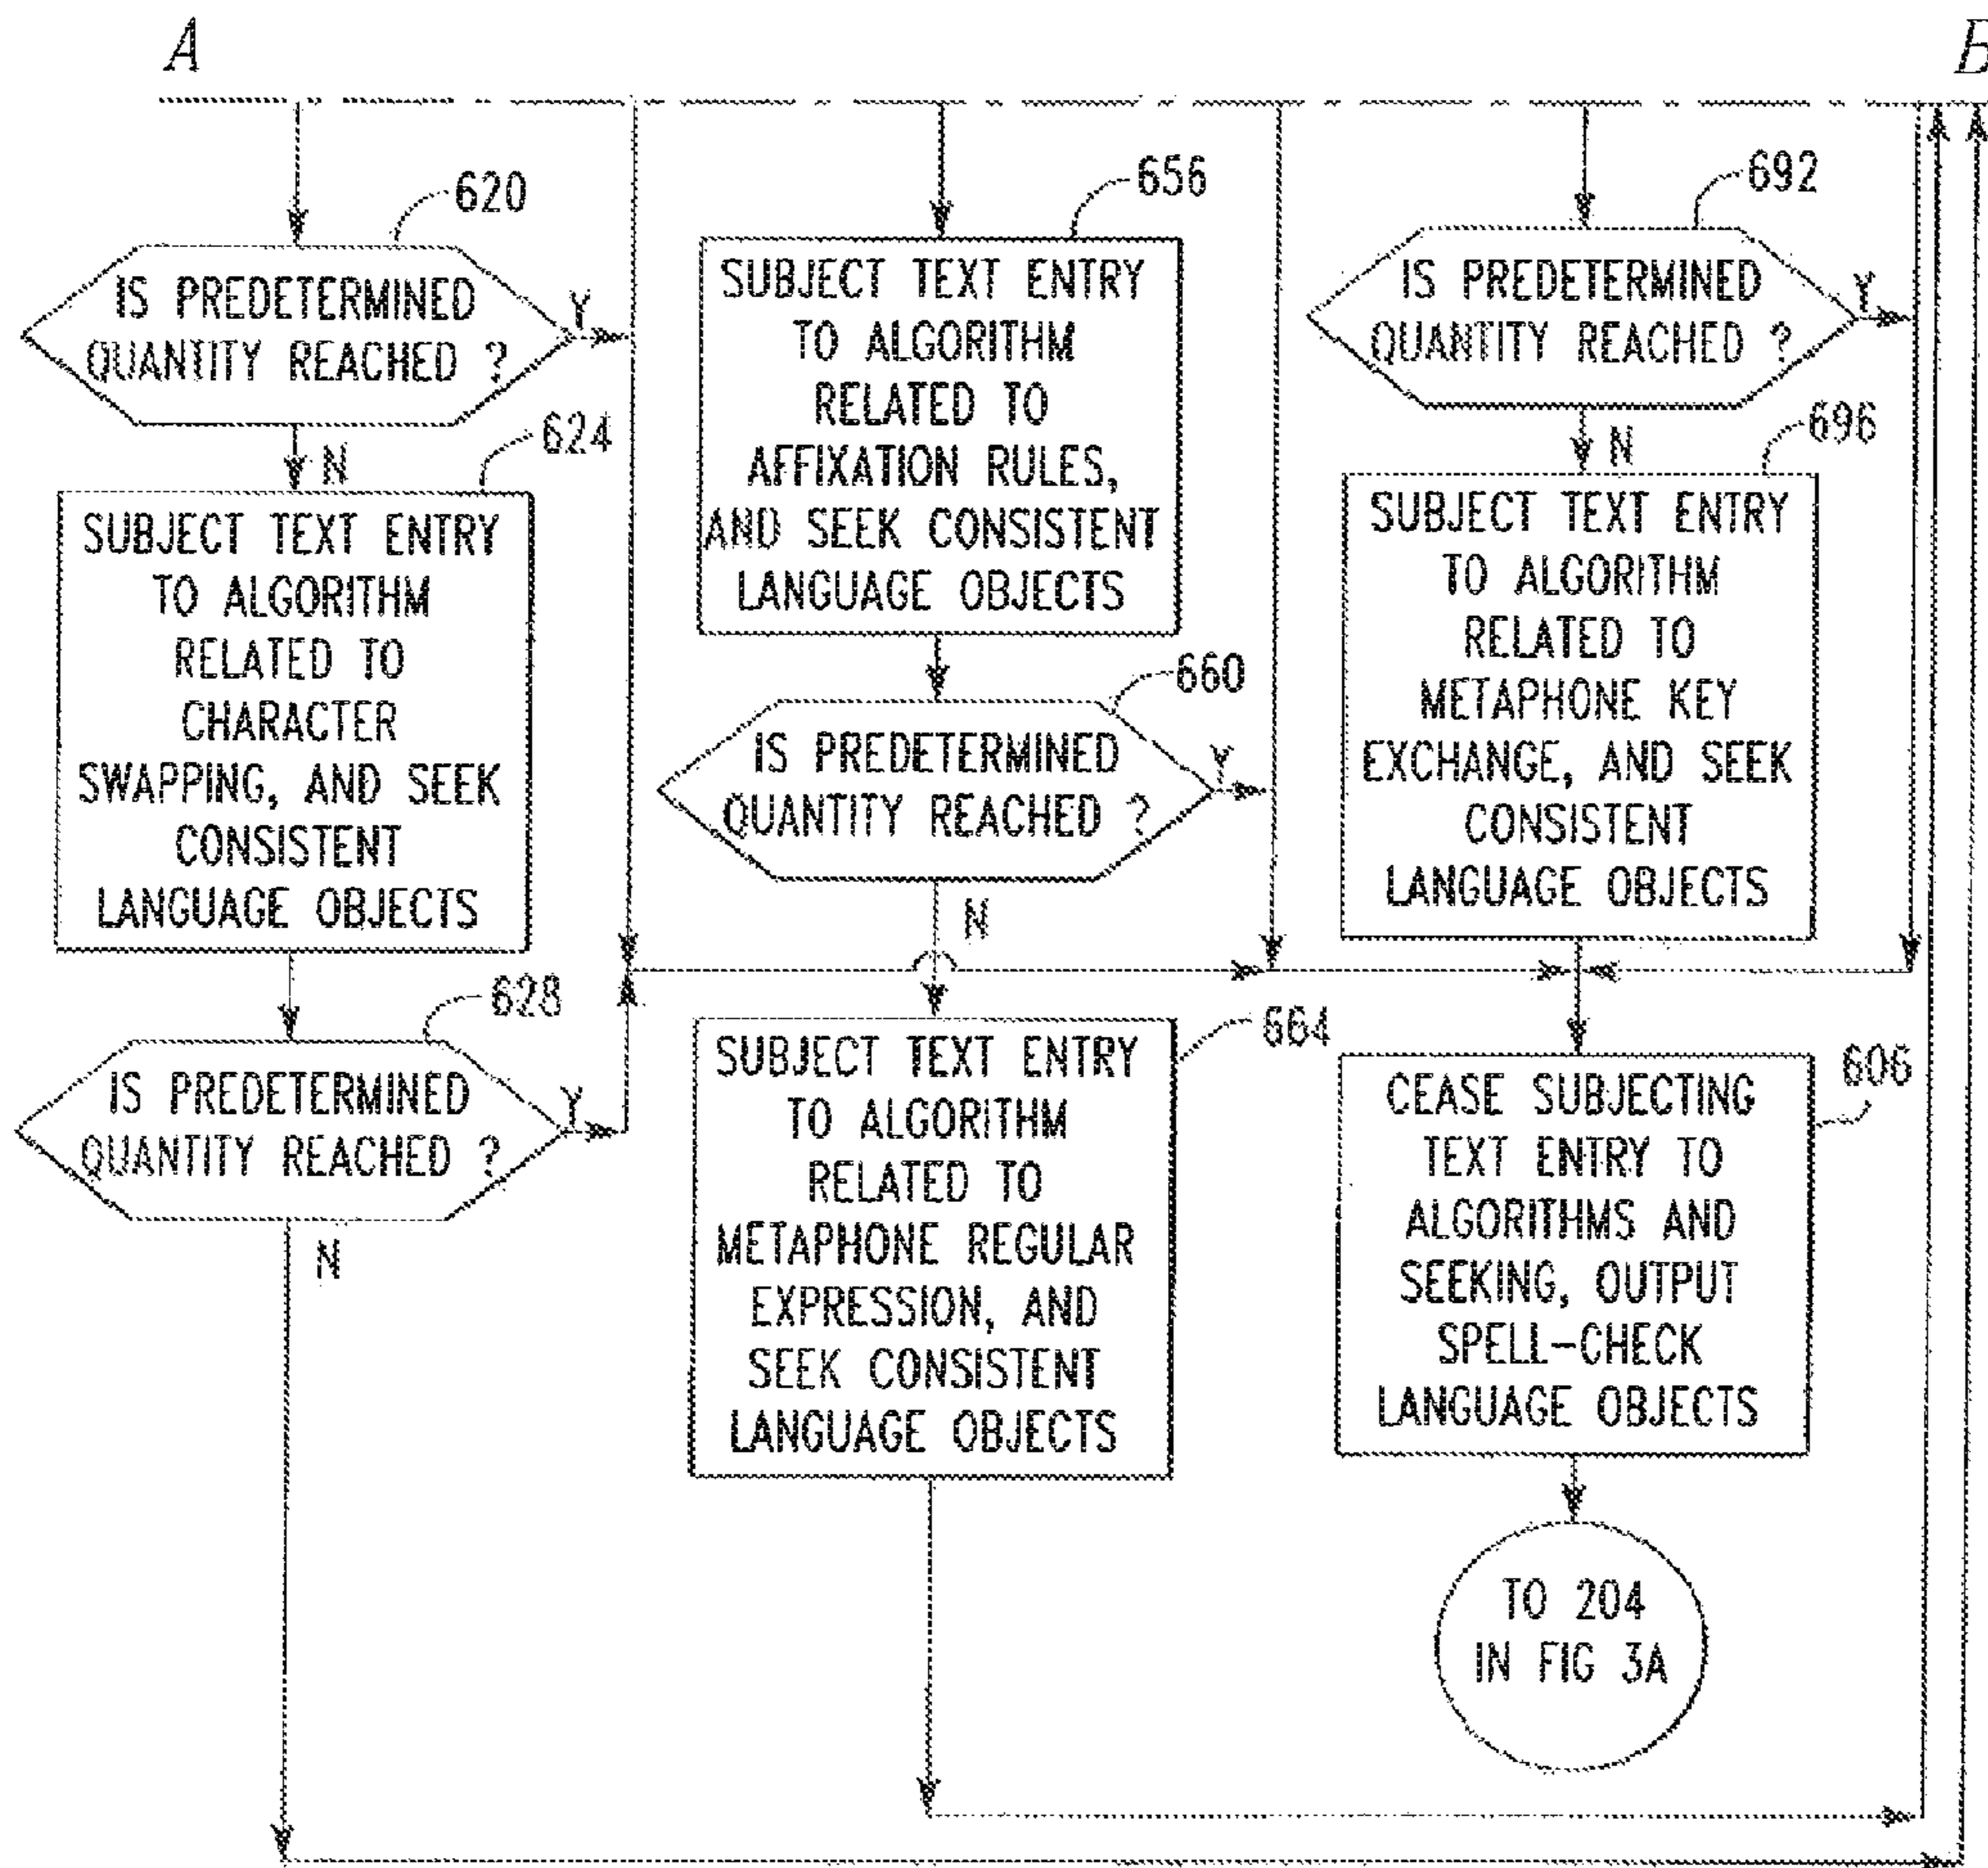 A
B
620
IS PREDETERMINED
QUANTITY REACHED ?
Y
N
624
SUBJECT TEXT ENTRY
TO ALGORITHM
RELATED TO
CHARACTER
SWAPPING, AND SEEK
CONSISTENT
LANGUAGE OBJECTS
628
IS PREDETERMINED
QUANTITY REACHED ?
Y
N
656
SUBJECT TEXT ENTRY
TO ALGORITHM
RELATED TO
AFFIXATION RULES,
AND SEEK CONSISTENT
LANGUAGE OBJECTS
660
IS PREDETERMINED
QUANTITY REACHED ?
Y
N
664
SUBJECT TEXT ENTRY
TO ALGORITHM
RELATED TO
METAPHONE REGULAR
EXPRESSION, AND
SEEK CONSISTENT
LANGUAGE OBJECTS
692
IS PREDETERMINED
QUANTITY REACHED ?
Y
N
696
SUBJECT TEXT ENTRY
TO ALGORITHM
RELATED TO
METAPHONE KEY
EXCHANGE, AND SEEK
CONSISTENT
LANGUAGE OBJECTS
606
CEASE SUBJECTING
TEXT ENTRY TO
ALGORITHMS AND
SEEKING, OUTPUT
SPELL-CHECK
LANGUAGE OBJECTS
TO 204
IN FIG 3A